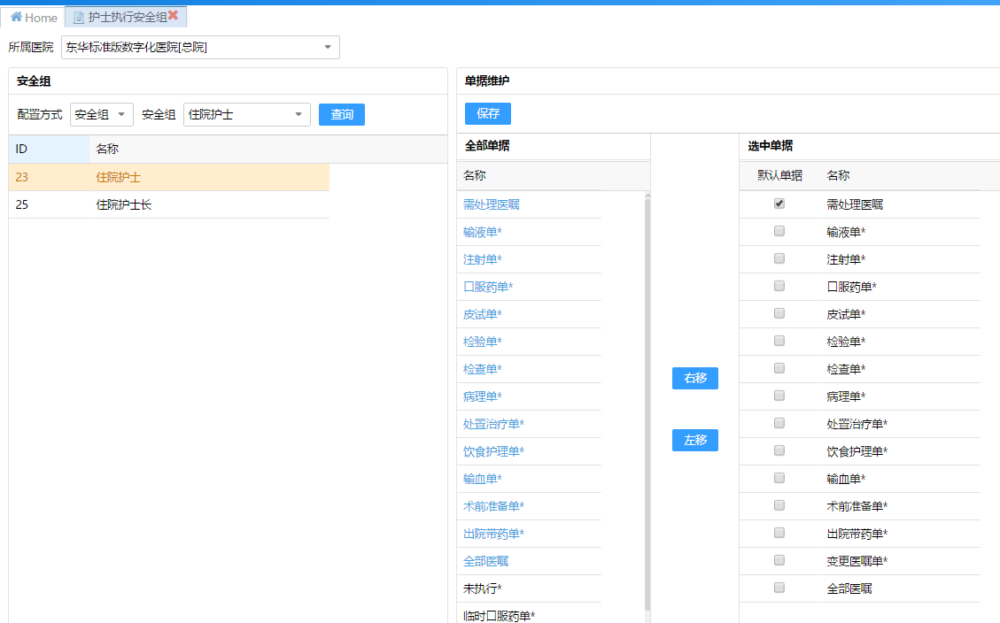 Home 护士执行安全组
所属医院 东华标准版数字化医院[总院]
安全组
配置方式 安全组 安全组 住院护士 查询
ID 名称
23 住院护士
25 住院护士长
单据维护
保存
全部单据
名称
需处理医嘱
输液单*
注射单*
口服药单*
皮试单*
检验单*
检查单*
病理单*
处置治疗单*
饮食护理单*
输血单*
术前准备单*
出院带药单*
全部医嘱
未执行*
临时口服药单*
右移
左移
选中单据
默认单据 名称
需处理医嘱
输液单*
注射单*
口服药单*
皮试单*
检验单*
检查单*
病理单*
处置治疗单*
饮食护理单*
输血单*
术前准备单*
出院带药单*
变更医嘱单*
全部医嘱